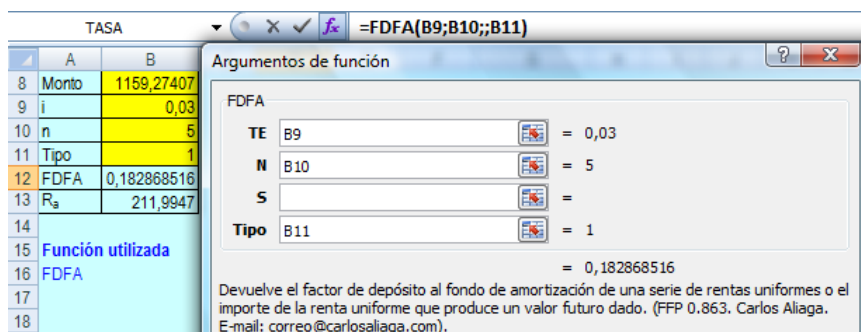 TASA =FDFA(B9;B10;;B11)
A B
Argumentos de función
8 Monto 1159,27407
9 i 0,03
10 n 5
11 Tipo 1
12 FDFA 0,182868516
13 Ra 211,9947
14
15 Función utilizada
16 FDFA
17
18
FDFA
TE B9 = 0,03
N B10 = 5
S =
Tipo B11 = 1
= 0,182868516
Devuelve el factor de depósito al fondo de amortización de una serie de rentas uniformes o el
importe de la renta uniforme que produce un valor futuro dado. (FFP 0.863. Carlos Aliaga.
E-mail: correo@carlosaliaga.com).